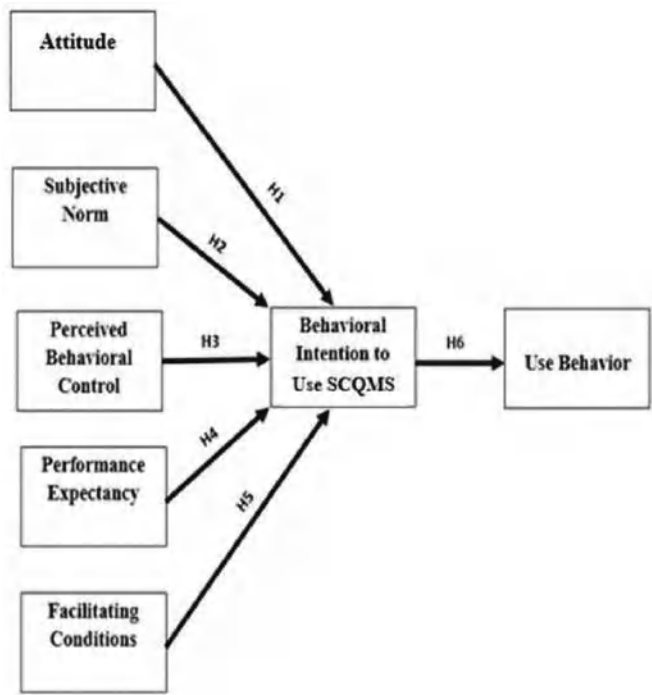 Attitude
H1
Subjective
Norm
H2
Perceived
Behavioral
Control
H3
Behavioral
Intention to
Use SCQMS
H6
Use Behavior
Performance
Expectancy
H4
Facilitating
Conditions
H5